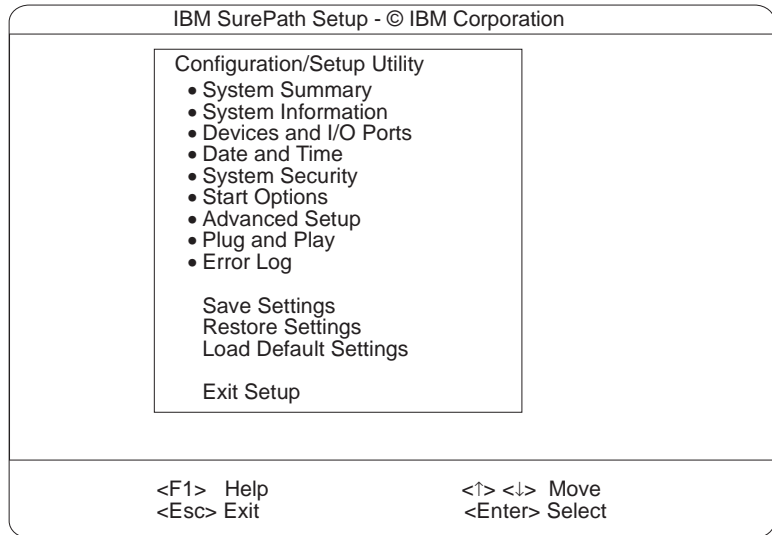 IBM SurePath Setup - © IBM Corporation
Configuration/Setup Utility
• System Summary
• System Information
• Devices and I/O Ports
• Date and Time
• System Security
• Start Options
• Advanced Setup
• Plug and Play
• Error Log
Save Settings
Restore Settings
Load Default Settings
Exit Setup
<F1> Help <↑> <↓> Move
<Esc> Exit <Enter> Select